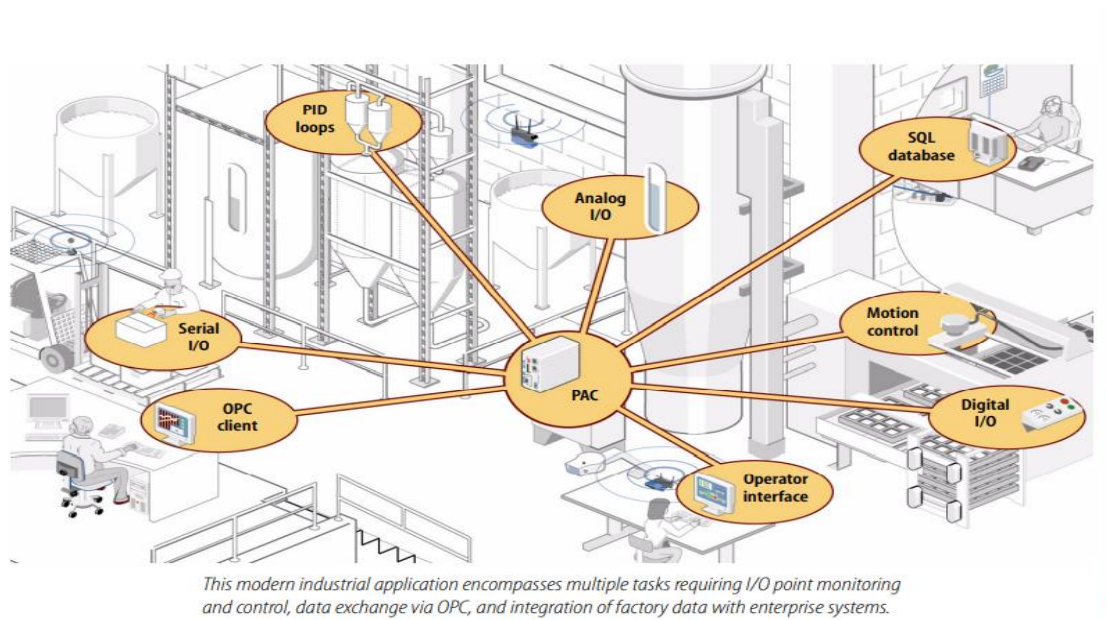 PID
loops
SQL
database
Analog
I/O
Motion
control
Serial
I/O
PAC
OPC
client
Digital
I/O
Operator
interface
This modern industrial application encompasses multiple tasks requiring I/O point monitoring
and control, data exchange via OPC, and integration of factory data with enterprise systems.